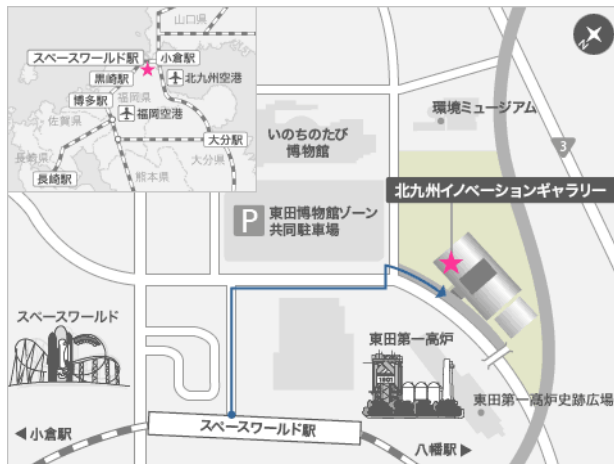 山口県
スペースワールド駅
小倉駅
黒崎駅
北九州空港
博多駅
福岡県
福岡空港
佐賀県
大分駅
長崎県
大分県
長崎駅
熊本県
N
環境ミュージアム
いのちのたび
博物館
3
北九州イノベーションギャラリー
P
東田博物館ゾーン
共同駐車場
スペースワールド
東田第一高炉
1901
東田第一高炉史跡広場
スペースワールド駅
◀小倉駅
八幡駅▶